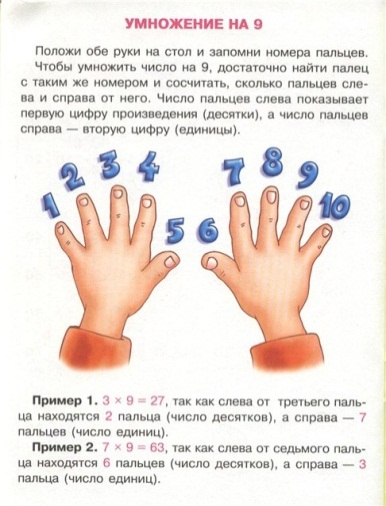 УМНОЖЕНИЕ НА 9
Положи обе руки на стол и запомни номера пальцев.
Чтобы умножить число на 9, достаточно найти палец
с таким же номером и сосчитать, сколько пальцев сле-
ва и справа от него. Число пальцев слева показывает
первую цифру произведения (десятки), а число пальцев
справа — вторую цифру (единицы).
1 2 3 4 5 6 7 8 9 10
Пример 1. 3 × 9 = 27, так как слева от третьего паль-
ца находятся 2 пальца (число десятков), а справа — 7
пальцев (число единиц).
Пример 2. 7 × 9 = 63, так как слева от седьмого паль-
ца находятся 6 пальцев (число десятков), а справа — 3
пальца (число единиц).